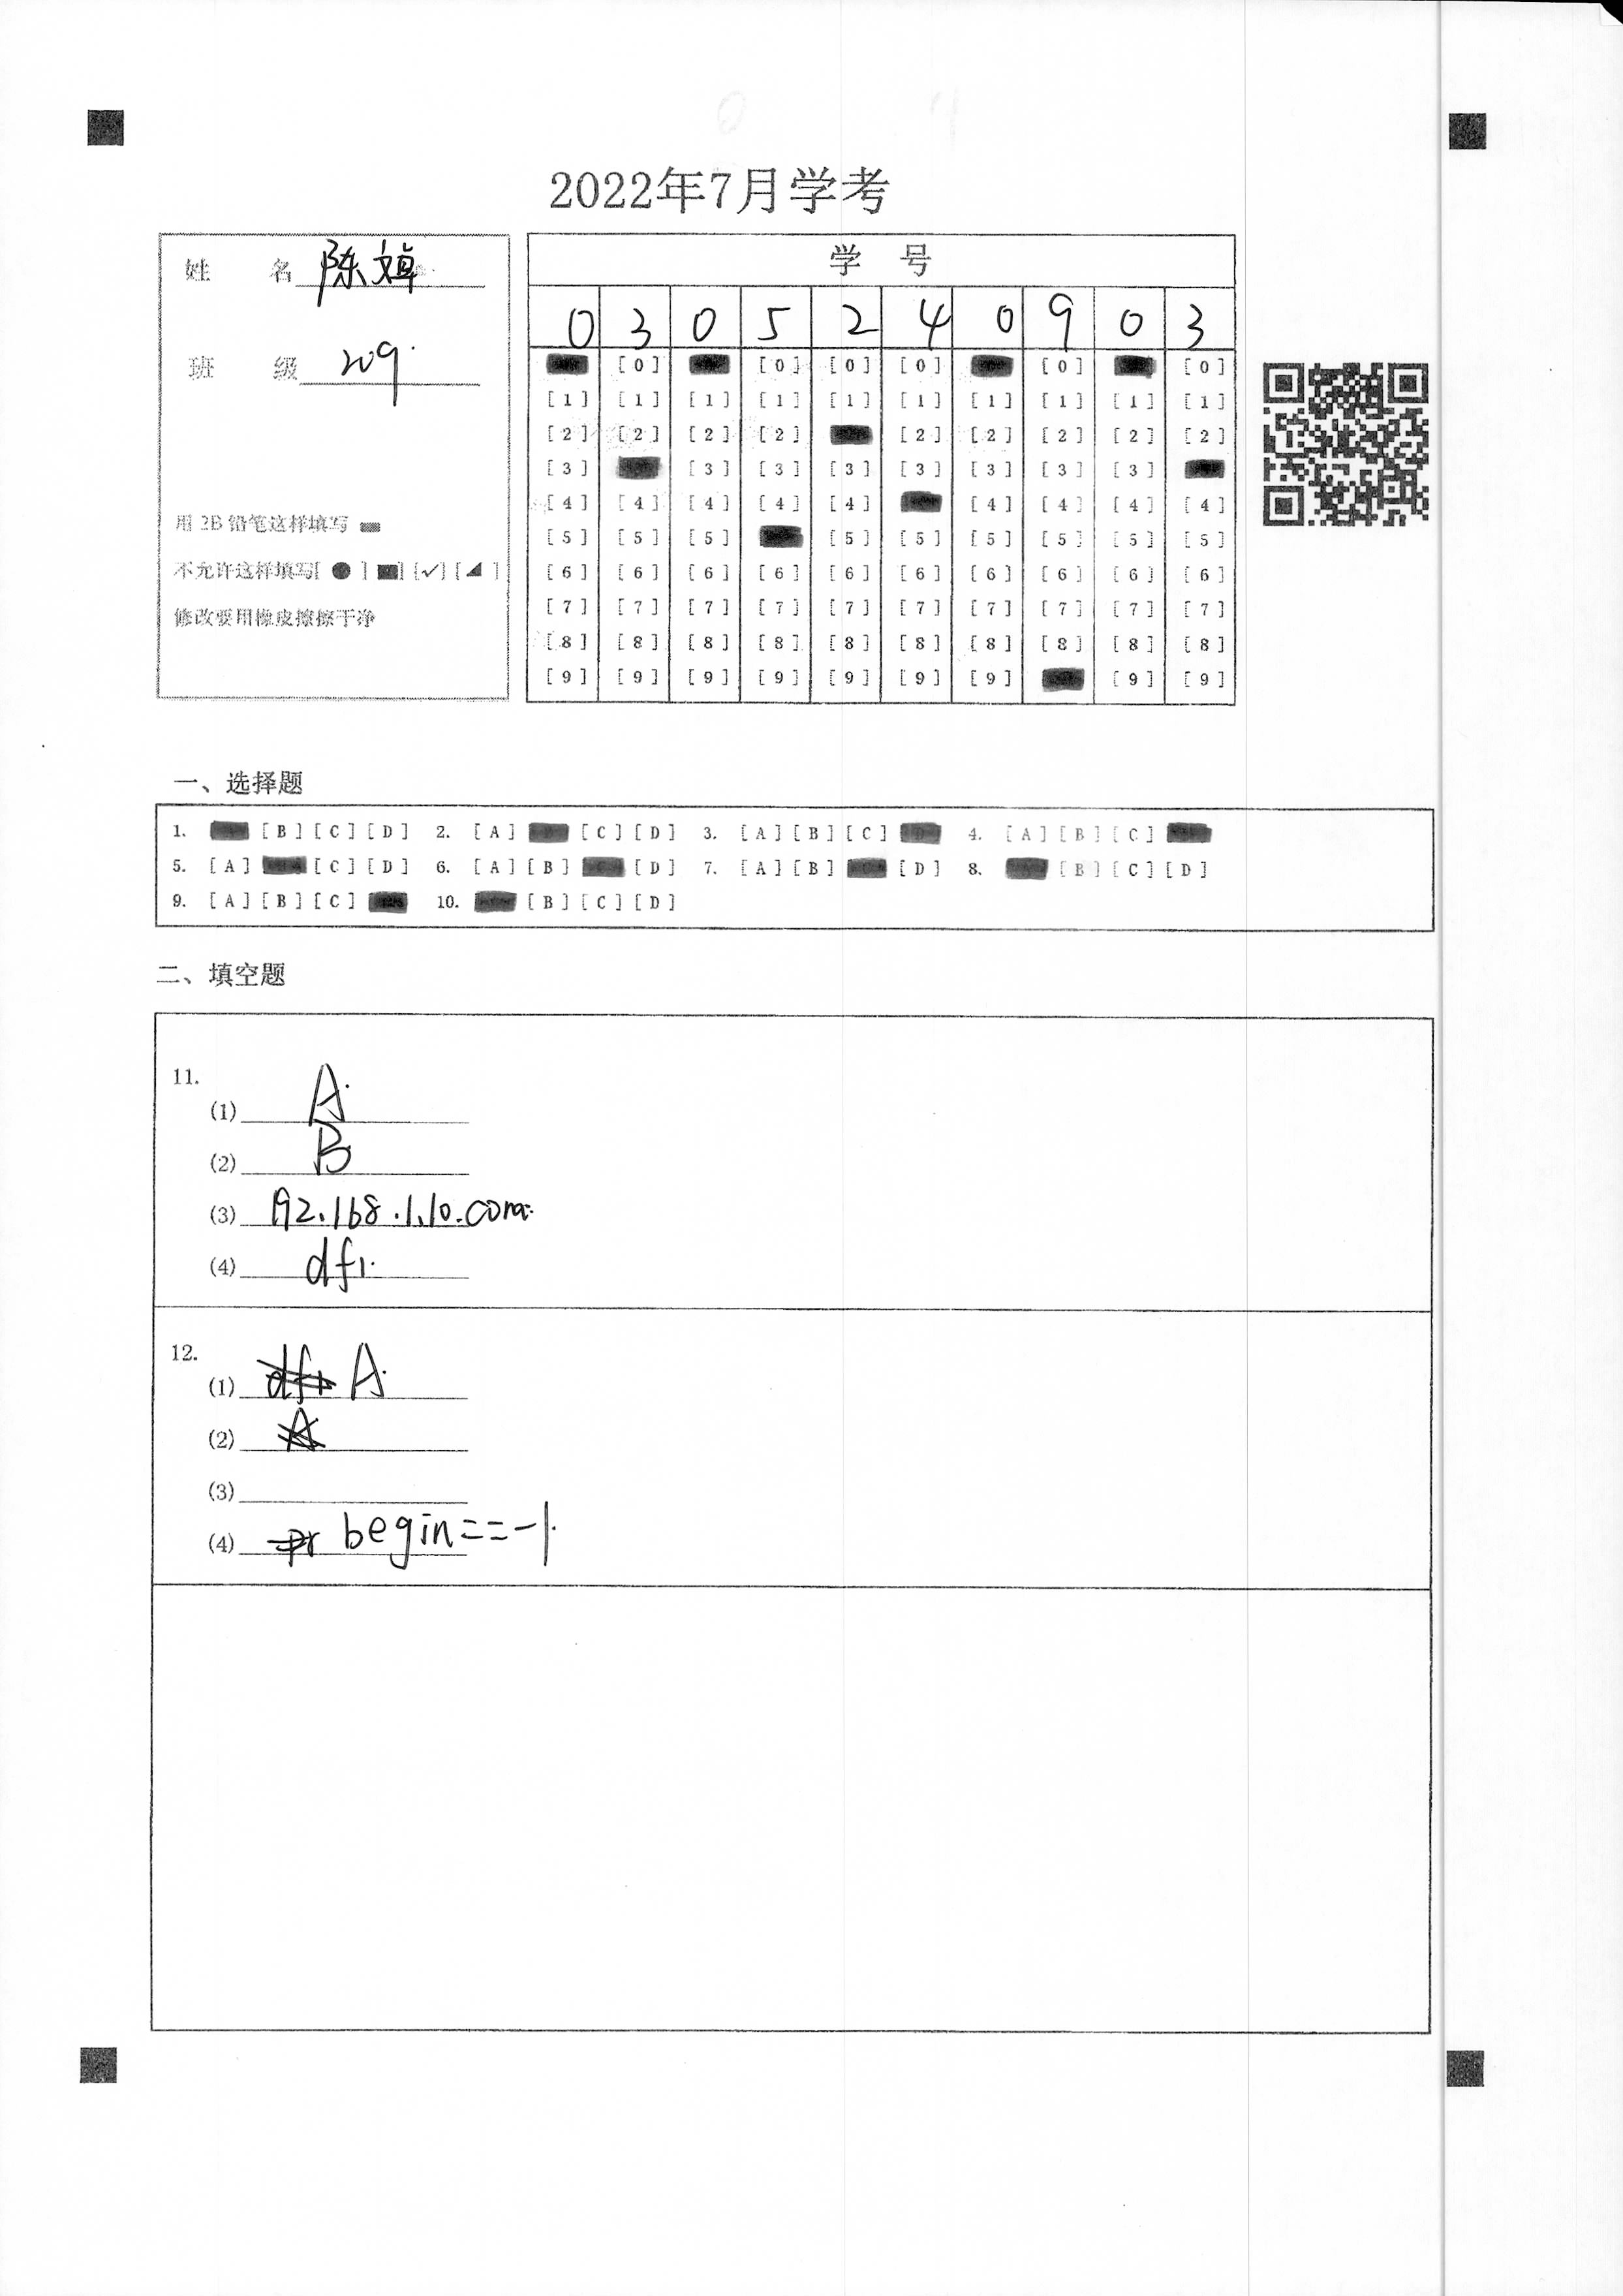 2022年7月学考
姓 名 陈婥
班 级 209.
用 2B 铅笔这样填写
不允许这样填写[ ● ] [■] [✓] [◢ ]
修改要用橡皮擦擦干净
学 号
0 3 0 5 2 4 0 9 0 3
[0] [0] [0] [0] [0] [0]
[1] [1] [1] [1] [1] [1] [1] [1] [1] [1]
[2] [2] [2] [2] [2] [2] [2] [2] [2]
[3] [3] [3] [3] [3] [3] [3] [3]
[4] [4] [4] [4] [4] [4] [4] [4] [4]
[5] [5] [5] [5] [5] [5] [5] [5] [5]
[6] [6] [6] [6] [6] [6] [6] [6] [6] [6]
[7] [7] [7] [7] [7] [7] [7] [7] [7] [7]
[8] [8] [8] [8] [8] [8] [8] [8] [8] [8]
[9] [9] [9] [9] [9] [9] [9] [9] [9]
一、选择题
1. [B] [C] [D] 2. [A] [C] [D] 3. [A] [B] [C] 4. [A] [B] [C]
5. [A] [C] [D] 6. [A] [B] [D] 7. [A] [B] [D] 8. [B] [C] [D]
9. [A] [B] [C] 10. [B] [C] [D]
二、填空题
11.
(1) A.
(2) B
(3) 192.168.1.10.com.
(4) df1.
12.
(1) df1 A.
(2) A
(3)
(4) pr begin==-1.